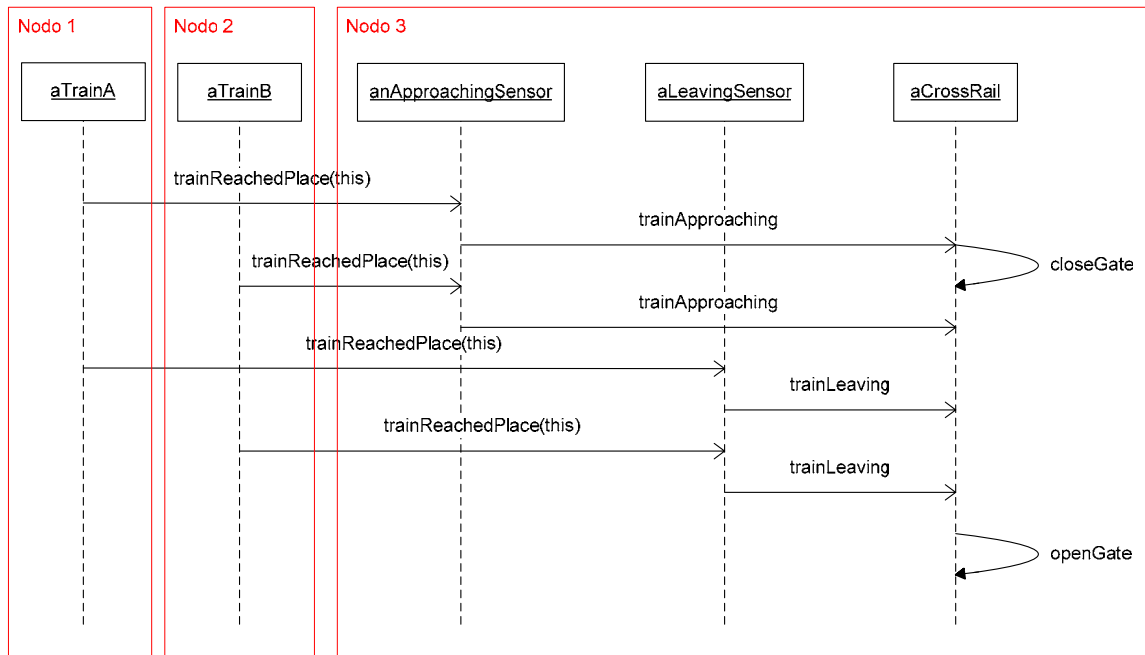 Nodo 1
Nodo 2
Nodo 3
aTrainA
aTrainB
anApproachingSensor
aLeavingSensor
aCrossRail
trainReachedPlace(this)
trainApproaching
trainReachedPlace(this)
closeGate
trainApproaching
trainReachedPlace(this)
trainLeaving
trainReachedPlace(this)
trainLeaving
openGate